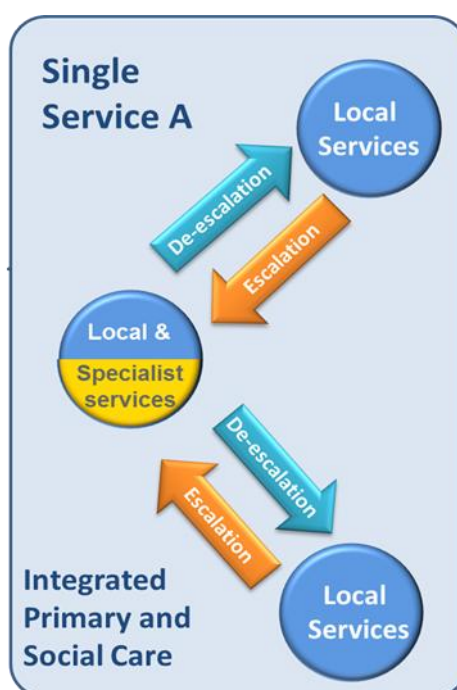 Single
Service A
Local
Services
De-escalation
Escalation
Local &
Specialist
services
De-escalation
Escalation
Integrated
Primary and
Social Care
Local
Services